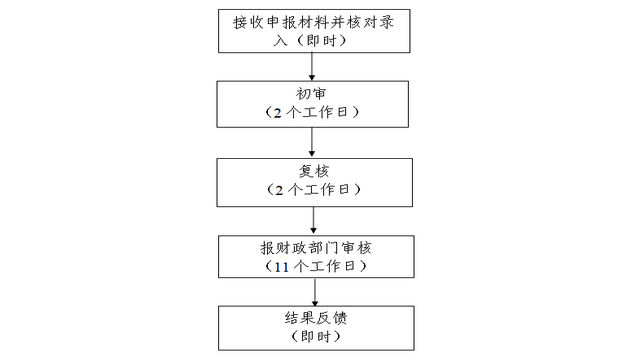 接收申报材料并核对录
入（即时）
初审
（2个工作日）
复核
（2个工作日）
报财政部门审核
（11个工作日）
结果反馈
（即时）